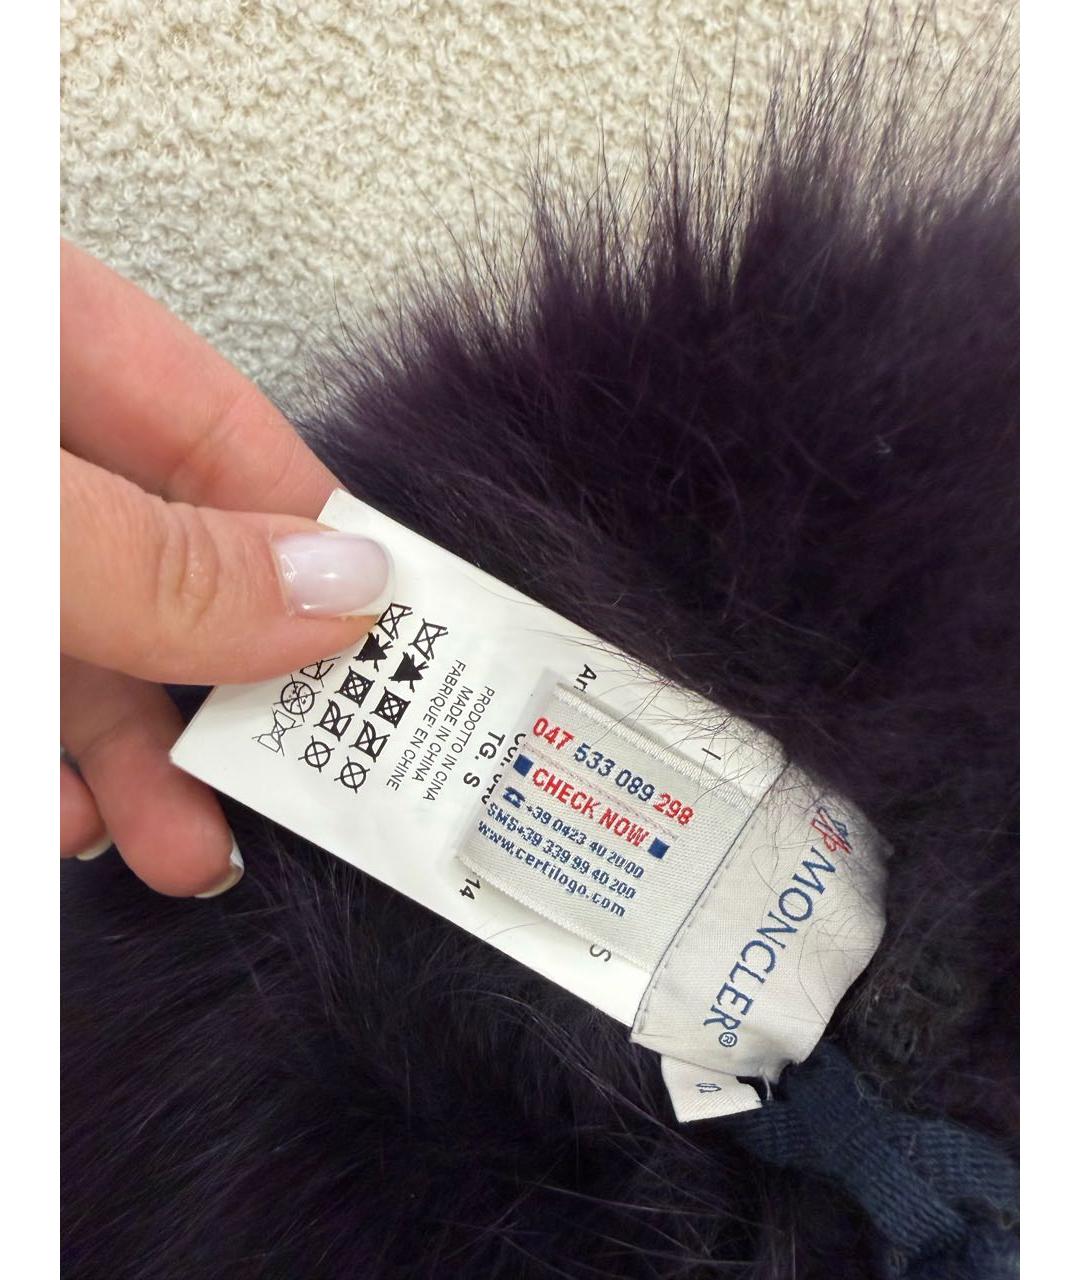 047 533 089 298
CHECK NOW
+39 0423 40 20 00
SMS+39 339 99 40 200
www.certilogo.com
MONCLER®
S
TG. S
PRODOTTO IN CINA
MADE IN CHINA
FABRIQUE' EN CHINE
14
S